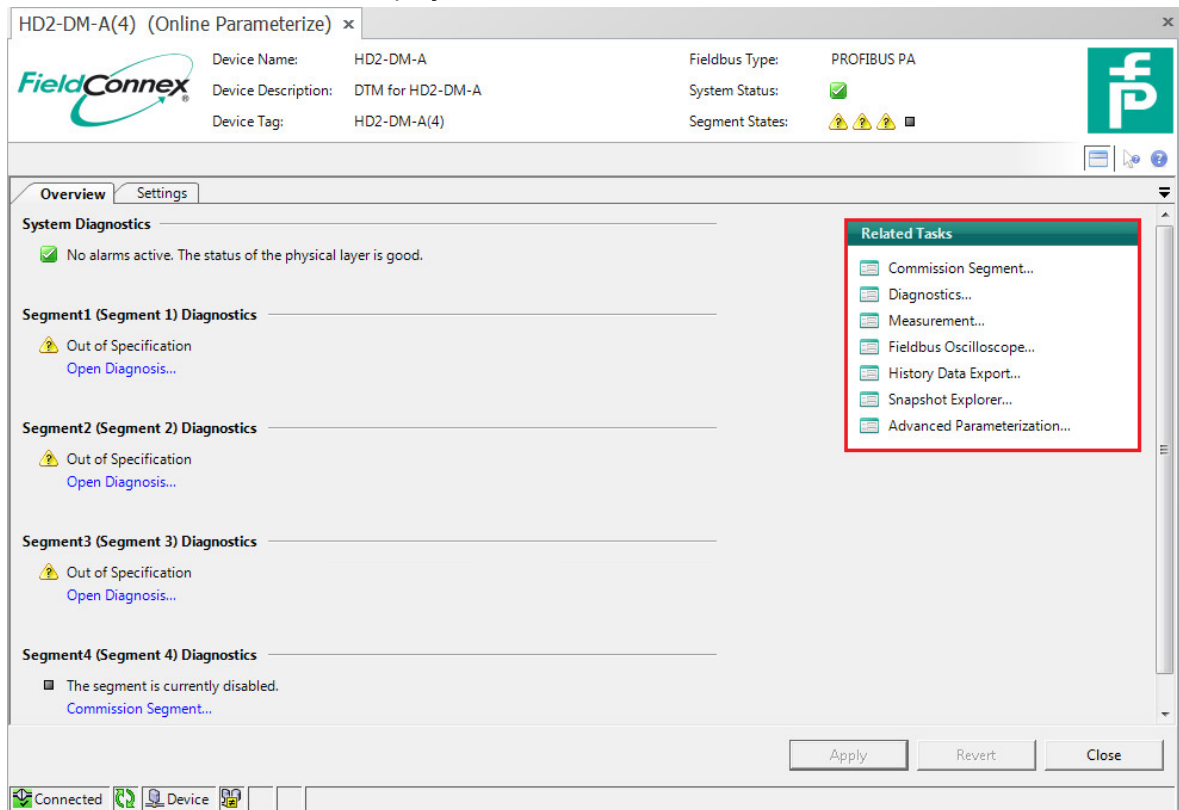 HD2-DM-A(4) (Online Parameterize)
FieldConnex®
Device Name: HD2-DM-A Fieldbus Type: PROFIBUS PA
Device Description: DTM for HD2-DM-A System Status:
Device Tag: HD2-DM-A(4) Segment States:
Overview Settings
System Diagnostics
No alarms active. The status of the physical layer is good.
Segment1 (Segment 1) Diagnostics
Out of Specification
Open Diagnosis...
Segment2 (Segment 2) Diagnostics
Out of Specification
Open Diagnosis...
Segment3 (Segment 3) Diagnostics
Out of Specification
Open Diagnosis...
Segment4 (Segment 4) Diagnostics
The segment is currently disabled.
Commission Segment...
Related Tasks
Commission Segment...
Diagnostics...
Measurement...
Fieldbus Oscilloscope...
History Data Export...
Snapshot Explorer...
Advanced Parameterization...
Apply Revert Close
Connected Device